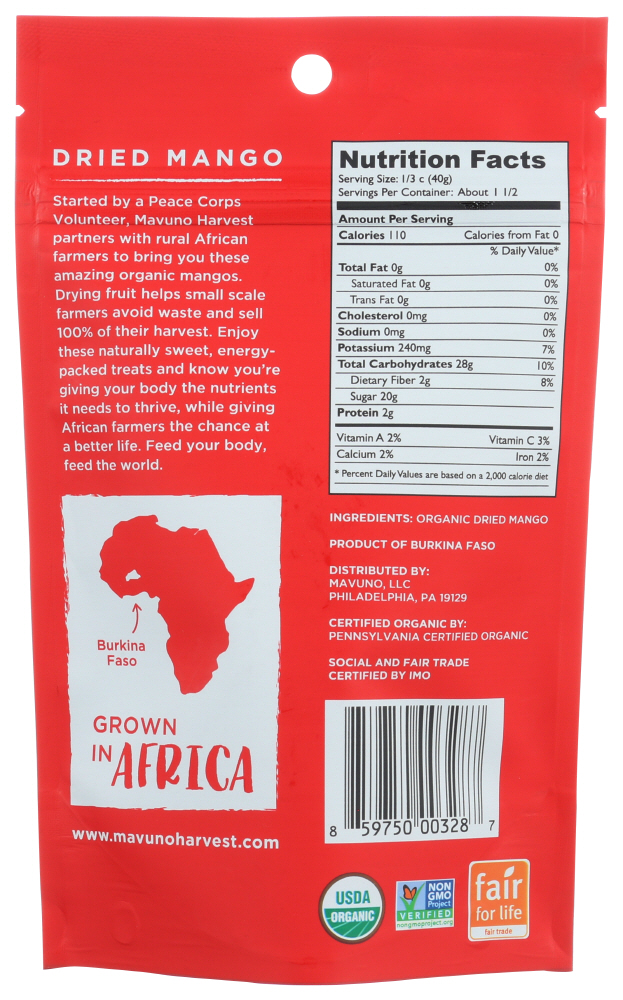 DRIED MANGO
Started by a Peace Corps
Volunteer, Mavuno Harvest
partners with rural African
farmers to bring you these
amazing organic mangos.
Drying fruit helps small scale
farmers avoid waste and sell
100% of their harvest. Enjoy
these naturally sweet, energy-
packed treats and know you're
giving your body the nutrients
it needs to thrive, while giving
African farmers the chance at
a better life. Feed your body,
feed the world.
Burkina
Faso
GROWN
IN AFRICA
www.mavunoharvest.com
Nutrition Facts
Serving Size: 1/3 c (40g)
Servings Per Container: About 1 1/2
Amount Per Serving
Calories 110 Calories from Fat 0
% Daily Value*
Total Fat 0g 0%
Saturated Fat 0g 0%
Trans Fat 0g 0%
Cholesterol 0mg 0%
Sodium 0mg 0%
Potassium 240mg 7%
Total Carbohydrates 28g 10%
Dietary Fiber 2g 8%
Sugar 20g
Protein 2g
Vitamin A 2% Vitamin C 3%
Calcium 2% Iron 2%
* Percent Daily Values are based on a 2,000 calorie diet
INGREDIENTS: ORGANIC DRIED MANGO
PRODUCT OF BURKINA FASO
DISTRIBUTED BY:
MAVUNO, LLC
PHILADELPHIA, PA 19129
CERTIFIED ORGANIC BY:
PENNSYLVANIA CERTIFIED ORGANIC
SOCIAL AND FAIR TRADE
CERTIFIED BY IMO
8 59750 00328 7
USDA
ORGANIC
NON
GMO
Project
VERIFIED
nongmoproject.org
fair
for life
fair trade